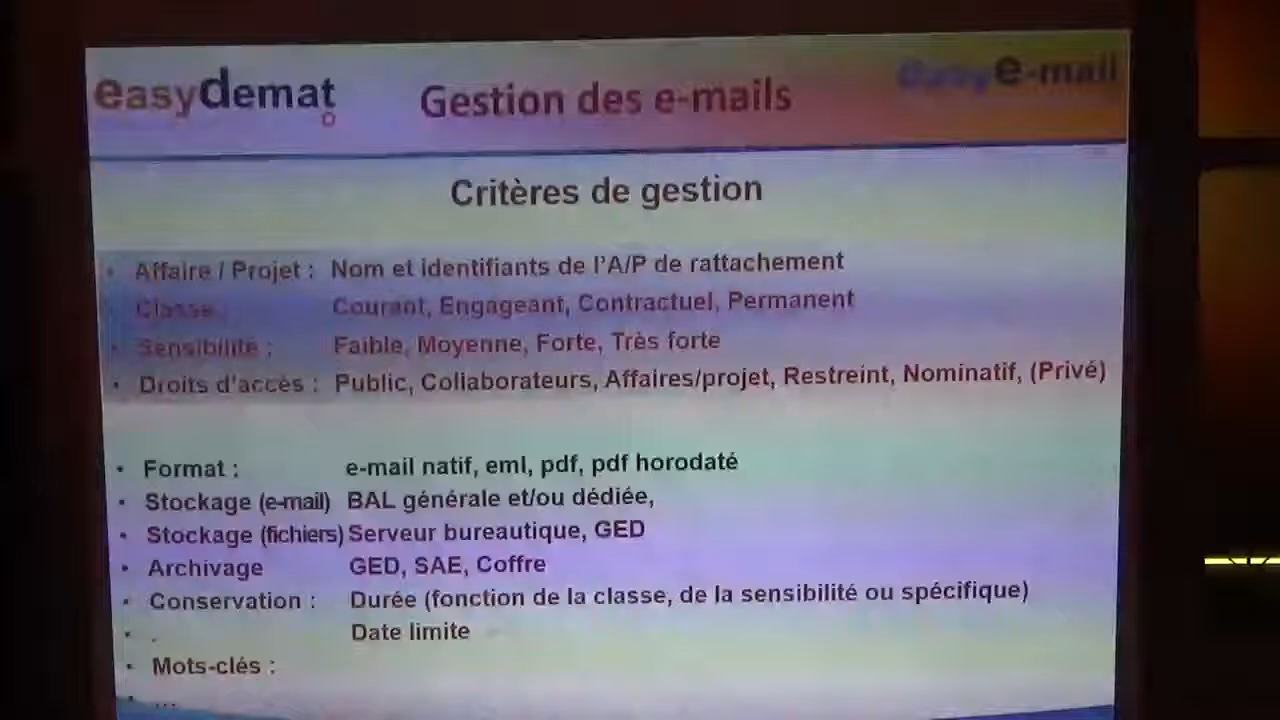 easydemat
Gestion des e-mails
easy e-mail
Critères de gestion
• Affaire / Projet : Nom et identifiants de l'A/P de rattachement
• Classe : Courant, Engageant, Contractuel, Permanent
• Sensibilité : Faible, Moyenne, Forte, Très forte
• Droits d'accès : Public, Collaborateurs, Affaires/projet, Restreint, Nominatif, (Privé)
• Format : e-mail natif, eml, pdf, pdf horodaté
• Stockage (e-mail) BAL générale et/ou dédiée,
• Stockage (fichiers) Serveur bureautique, GED
• Archivage GED, SAE, Coffre
• Conservation : Durée (fonction de la classe, de la sensibilité ou spécifique)
• . Date limite
• Mots-clés :
• ...